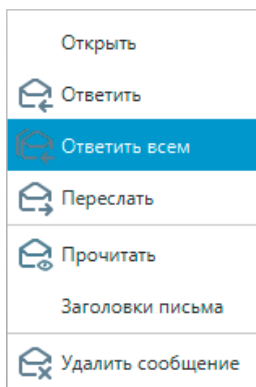 Открыть
Ответить
Ответить всем
Переслать
Прочитать
Заголовки письма
Удалить сообщение